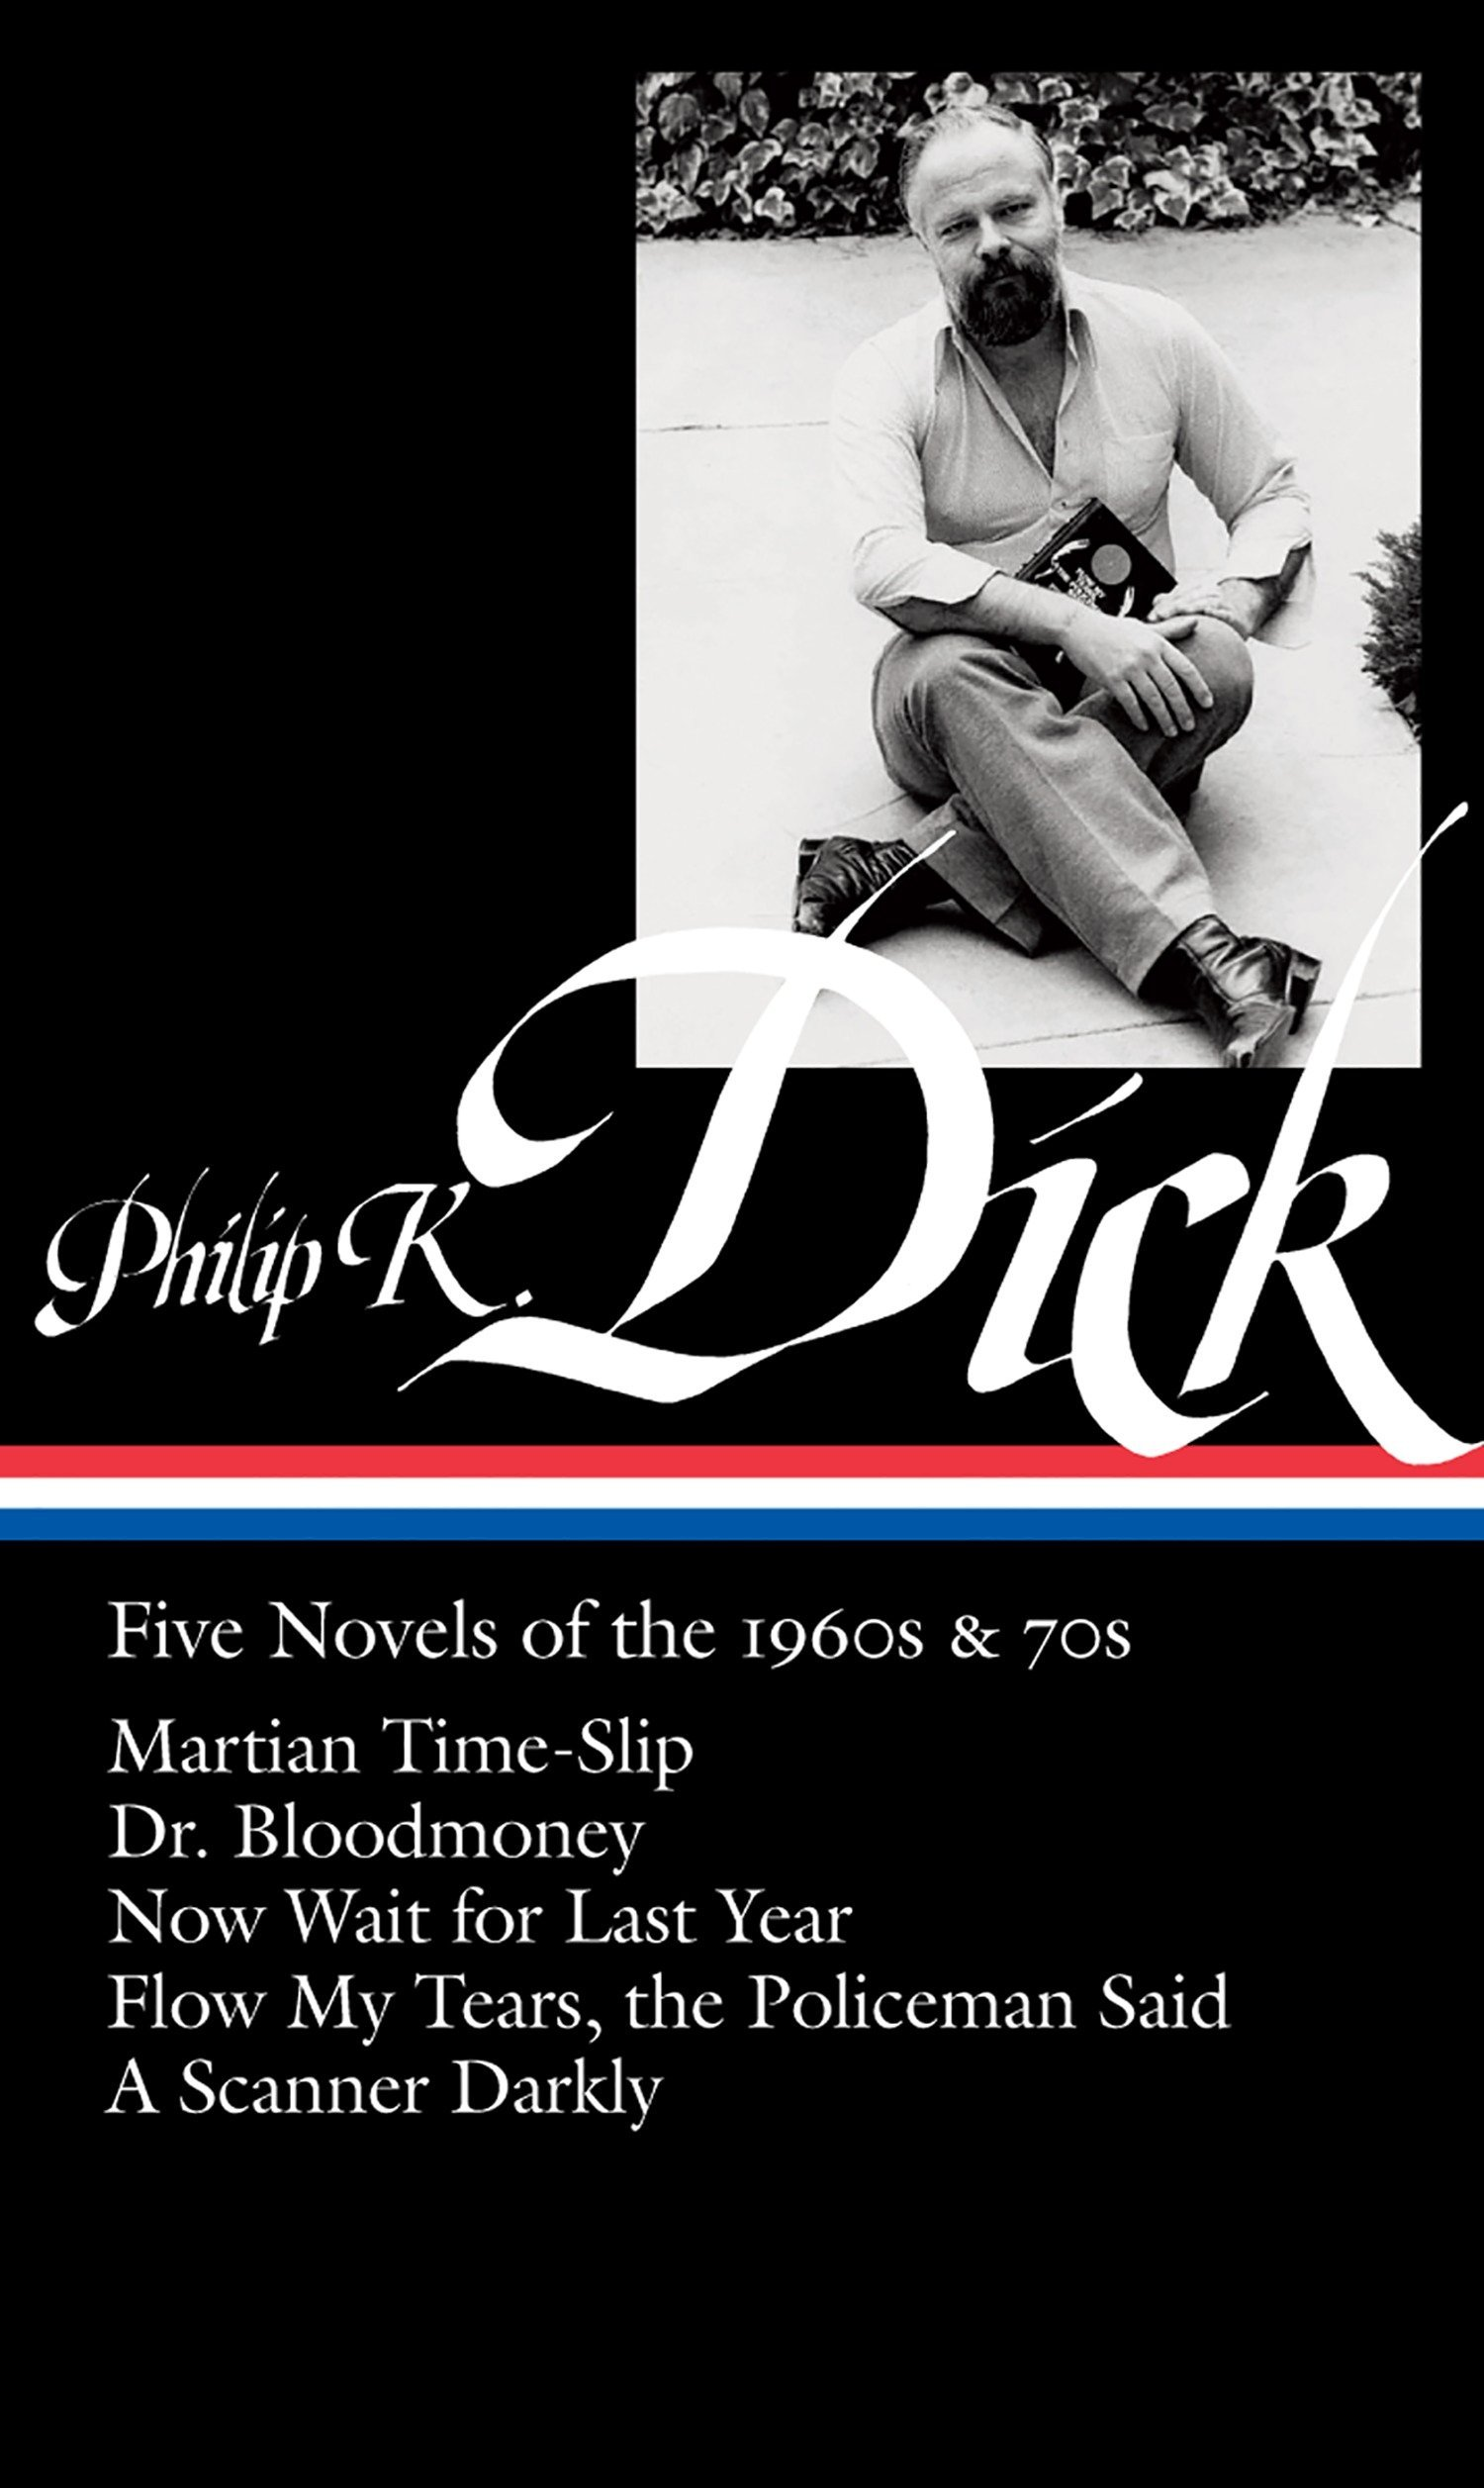 Philip K. Dick
Five Novels of the 1960s & 70s
Martian Time-Slip
Dr. Bloodmoney
Now Wait for Last Year
Flow My Tears, the Policeman Said
A Scanner Darkly